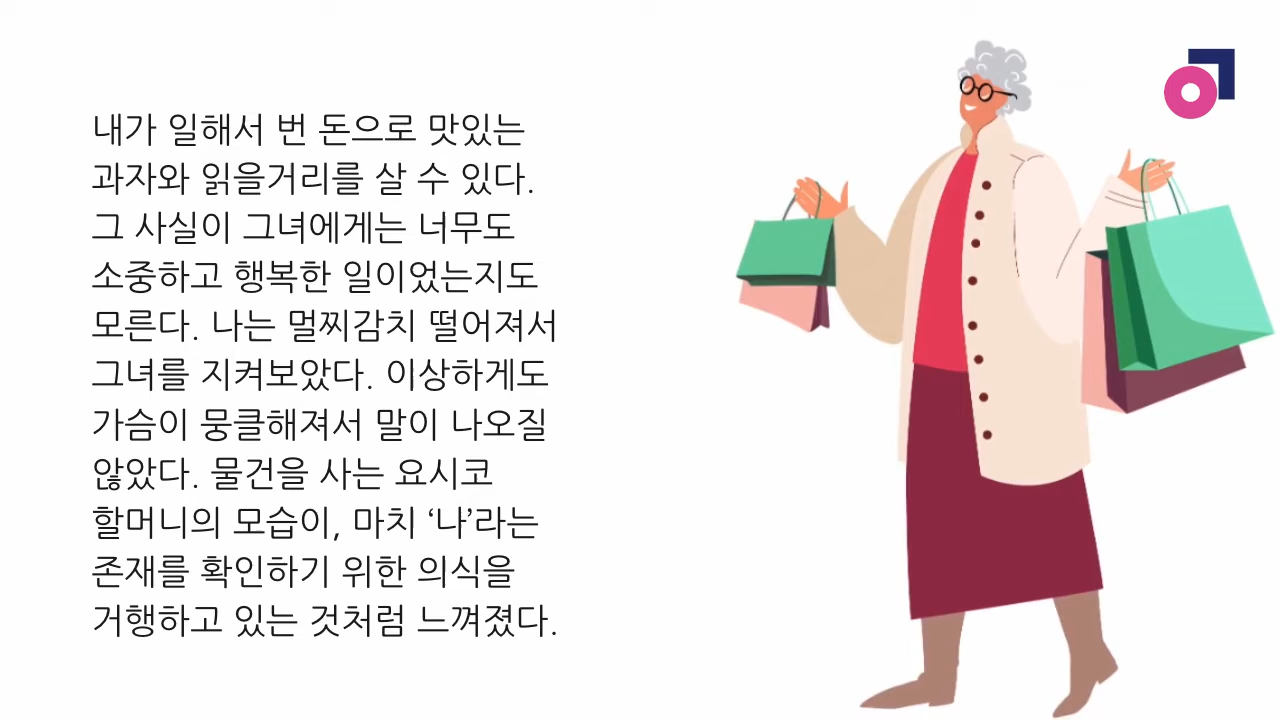 내가 일해서 번 돈으로 맛있는
과자와 읽을거리를 살 수 있다.
그 사실이 그녀에게는 너무도
소중하고 행복한 일이었는지도
모른다. 나는 멀찌감치 떨어져서
그녀를 지켜보았다. 이상하게도
가슴이 뭉클해져서 말이 나오질
않았다. 물건을 사는 요시코
할머니의 모습이, 마치 ‘나’라는
존재를 확인하기 위한 의식을
거행하고 있는 것처럼 느껴졌다.